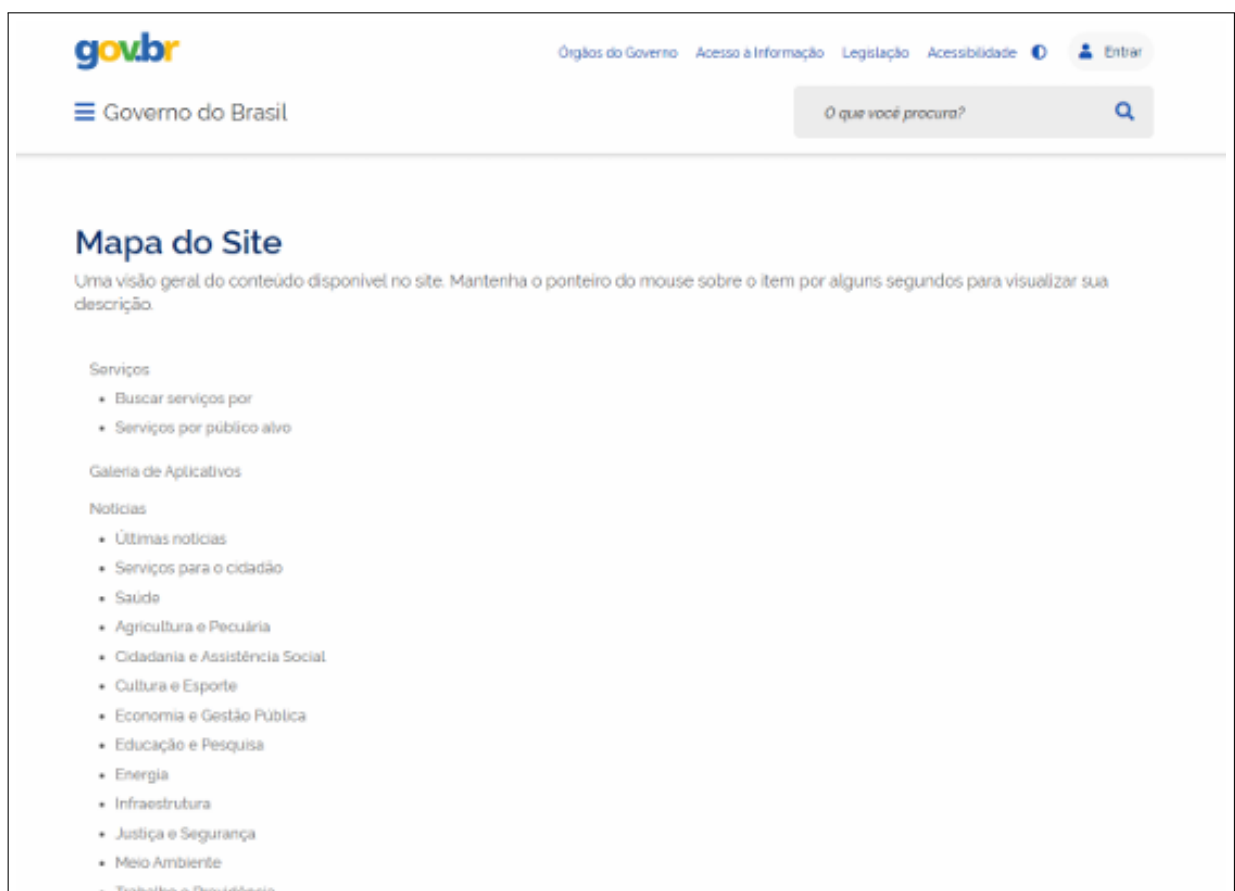 gov.br
Órgãos do Governo Acesso à Informação Legislação Acessibilidade Entrar
Governo do Brasil
O que você procura?
Mapa do Site
Uma visão geral do conteúdo disponível no site. Mantenha o ponteiro do mouse sobre o item por alguns segundos para visualizar sua
descrição.
Serviços
• Buscar serviços por
• Serviços por público alvo
Galeria de Aplicativos
Notícias
• Últimas notícias
• Serviços para o cidadão
• Saúde
• Agricultura e Pecuária
• Cidadania e Assistência Social
• Cultura e Esporte
• Economia e Gestão Pública
• Educação e Pesquisa
• Energia
• Infraestrutura
• Justiça e Segurança
• Meio Ambiente
• Trabalho e Previdência